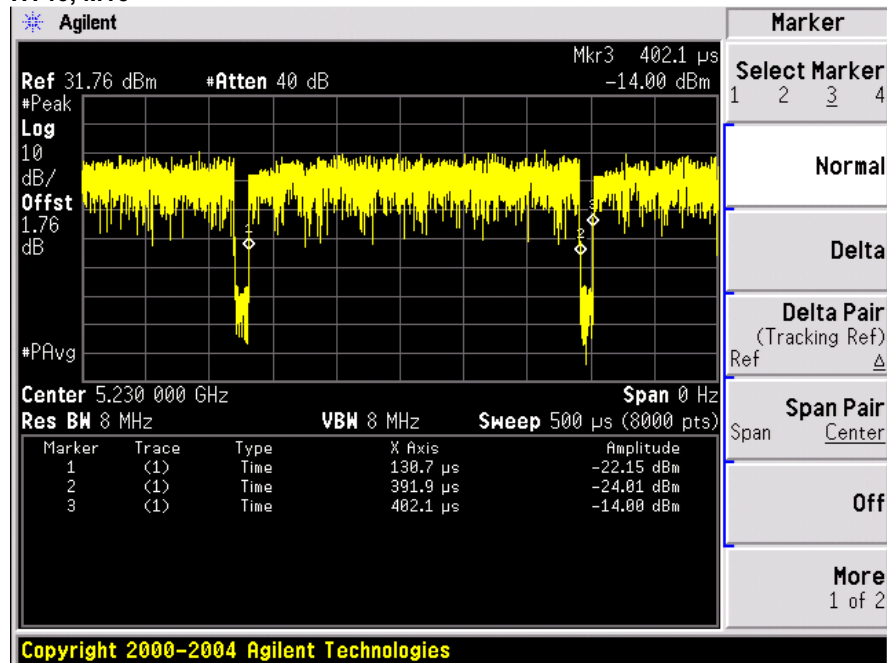 Agilent
Marker
Mkr3 402.1 µs
Ref 31.76 dBm #Atten 40 dB -14.00 dBm
#Peak
Log
10
dB/
Offst
1.76
dB
1
2
3
#PAvg
Center 5.230 000 GHz Span 0 Hz
Res BW 8 MHz VBW 8 MHz Sweep 500 µs (8000 pts)
Marker Trace Type X Axis Amplitude
1 (1) Time 130.7 µs -22.15 dBm
2 (1) Time 391.9 µs -24.01 dBm
3 (1) Time 402.1 µs -14.00 dBm
Select Marker
1 2 3 4
Normal
Delta
Delta Pair
(Tracking Ref)
Ref Δ
Span Pair
Span Center
Off
More
1 of 2
Copyright 2000-2004 Agilent Technologies